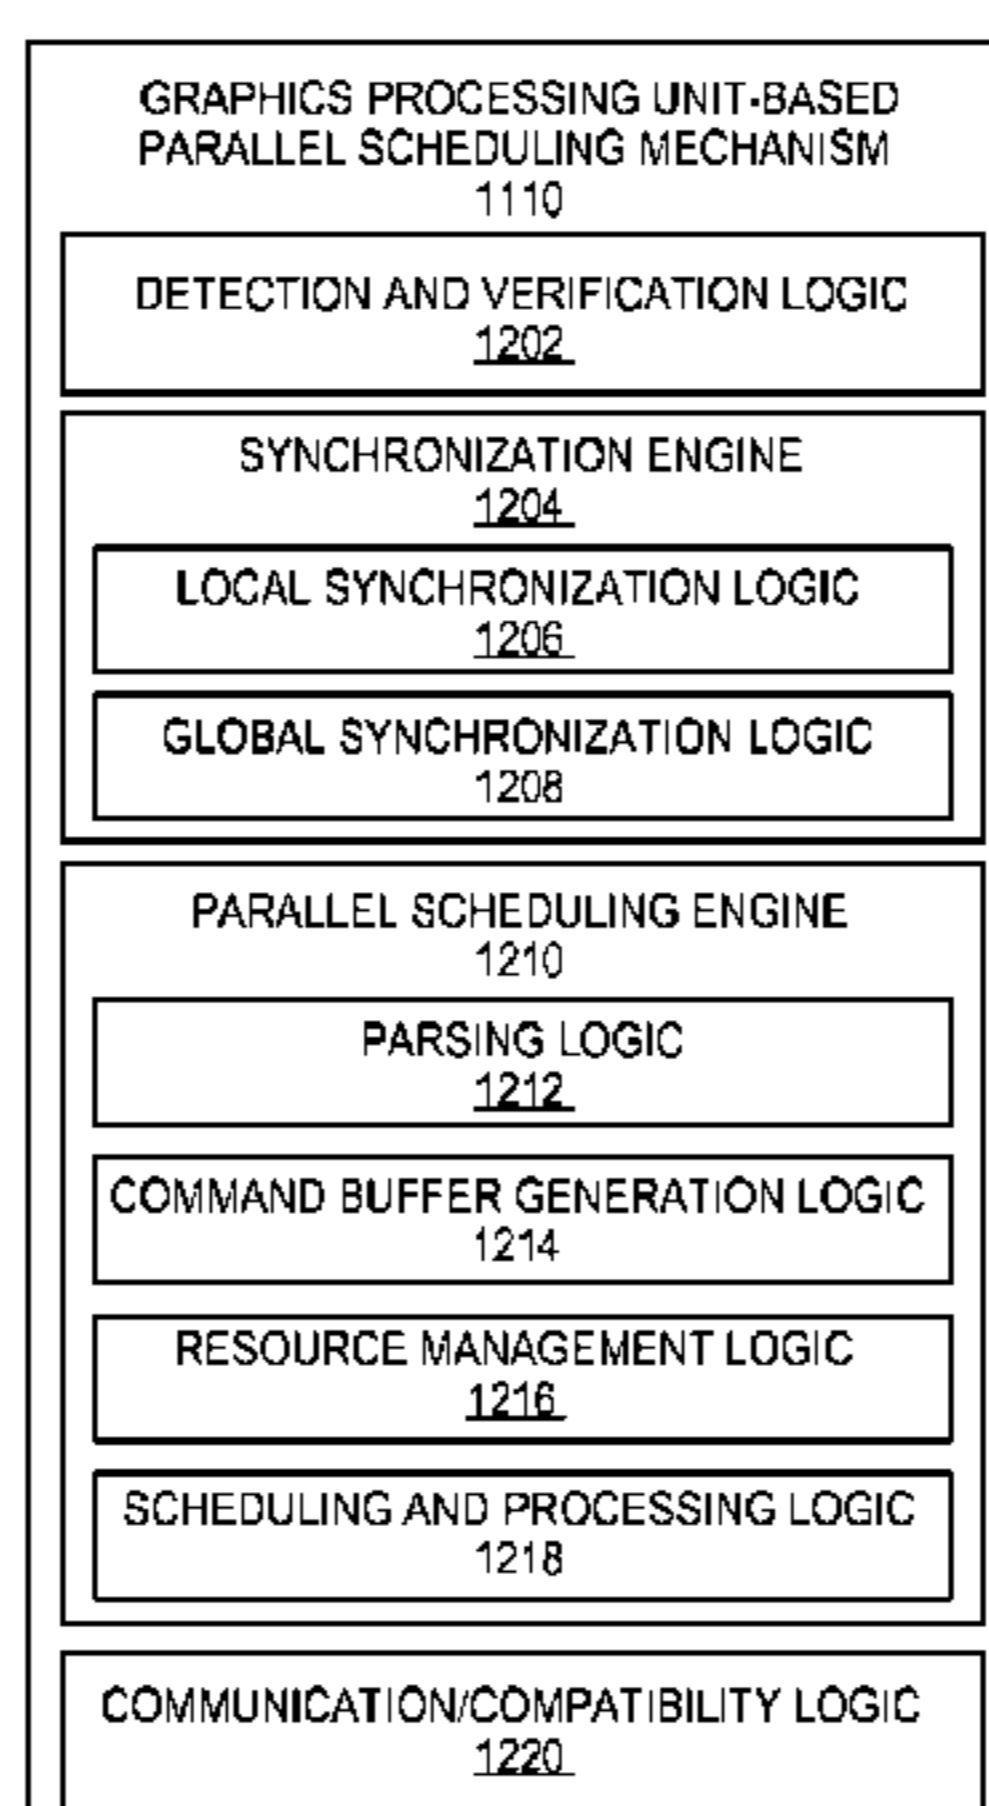 GRAPHICS PROCESSING UNIT-BASED
PARALLEL SCHEDULING MECHANISM
1110
DETECTION AND VERIFICATION LOGIC
1202
SYNCHRONIZATION ENGINE
1204
LOCAL SYNCHRONIZATION LOGIC
1206
GLOBAL SYNCHRONIZATION LOGIC
1208
PARALLEL SCHEDULING ENGINE
1210
PARSING LOGIC
1212
COMMAND BUFFER GENERATION LOGIC
1214
RESOURCE MANAGEMENT LOGIC
1216
SCHEDULING AND PROCESSING LOGIC
1218
COMMUNICATION/COMPATIBILITY LOGIC
1220